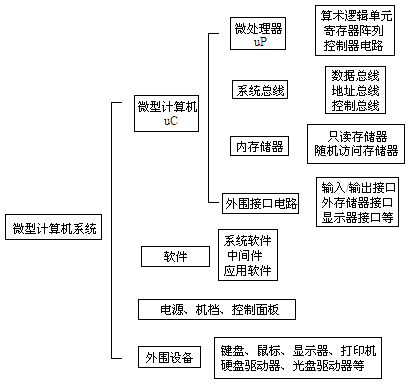 微处理器
uP
算术逻辑单元
寄存器阵列
控制器电路
系统总线
数据总线
地址总线
控制总线
微型计算机
uC
内存储器
只读存储器
随机访问存储器
外围接口电路
输入/输出接口
外存储器接口
显示器接口等
微型计算机系统
软件
系统软件
中间件
应用软件
电源、机档、控制面板
外围设备
键盘、鼠标、显示器、打印机
硬盘驱动器、光盘驱动器等